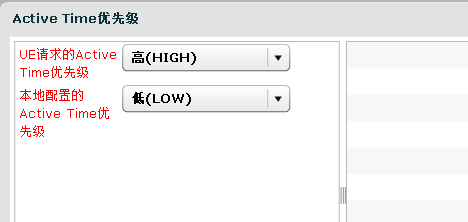 Active Time优先级
UE请求的Active
Time优先级
高(HIGH)
本地配置的
Active Time优
先级
低(LOW)